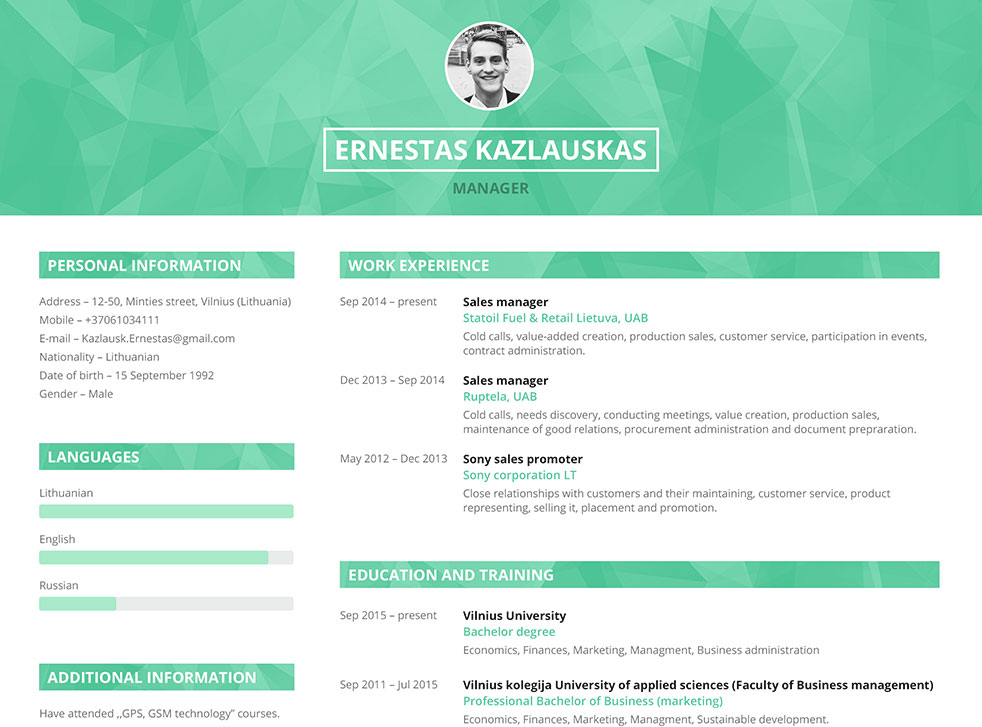 ERNESTAS KAZLAUSKAS
MANAGER
PERSONAL INFORMATION
Address – 12-50, Minties street, Vilnius (Lithuania)
Mobile – +37061034111
E-mail – Kazlausk.Ernestas@gmail.com
Nationality – Lithuanian
Date of birth – 15 September 1992
Gender – Male
LANGUAGES
Lithuanian
English
Russian
ADDITIONAL INFORMATION
Have attended ,,GPS, GSM technology” courses.
WORK EXPERIENCE
Sep 2014 – present
Sales manager
Statoil Fuel & Retail Lietuva, UAB
Cold calls, value-added creation, production sales, customer service, participation in events,
contract administration.
Dec 2013 – Sep 2014
Sales manager
Ruptela, UAB
Cold calls, needs discovery, conducting meetings, value creation, production sales,
maintenance of good relations, procurement administration and document prepraration.
May 2012 – Dec 2013
Sony sales promoter
Sony corporation LT
Close relationships with customers and their maintaining, customer service, product
representing, selling it, placement and promotion.
EDUCATION AND TRAINING
Sep 2015 – present
Vilnius University
Bachelor degree
Economics, Finances, Marketing, Managment, Business administration
Sep 2011 – Jul 2015
Vilnius kolegija University of applied sciences (Faculty of Business management)
Professional Bachelor of Business (marketing)
Economics, Finances, Marketing, Managment, Sustainable development.